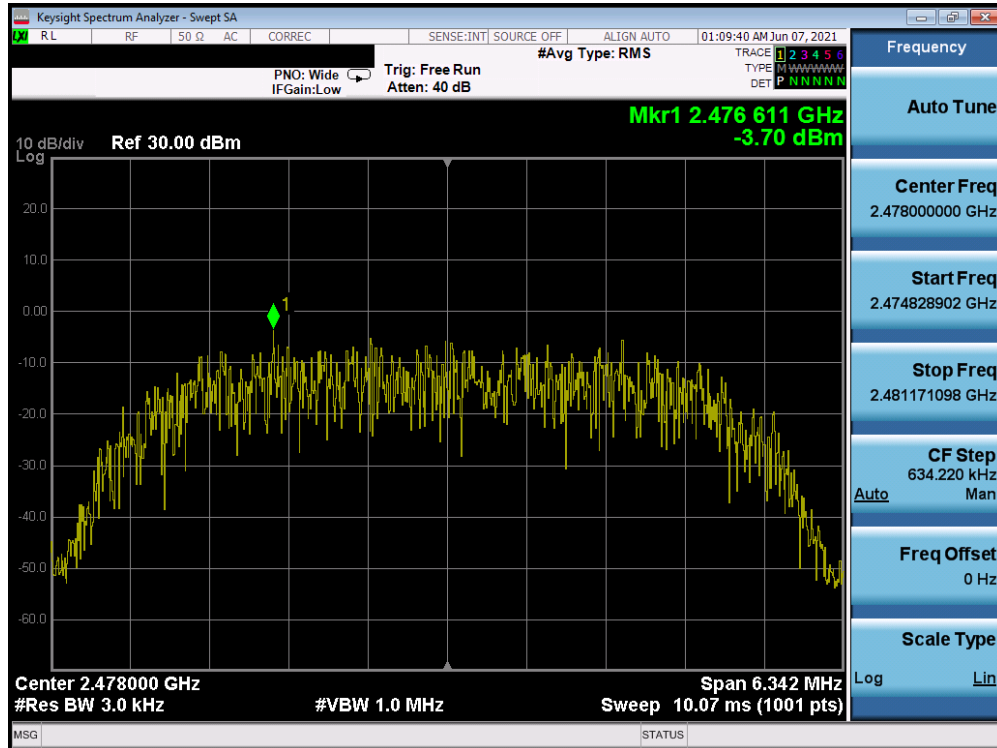 Keysight Spectrum Analyzer - Swept SA
LXI RL RF 50 Ω AC CORREC SENSE:INT SOURCE OFF ALIGN AUTO 01:09:40 AM Jun 07, 2021
#Avg Type: RMS
TRACE 1 2 3 4 5 6
PNO: Wide Trig: Free Run
TYPE M WWWWW
IFGain:Low Atten: 40 dB
DET P N N N N N
Mkr1 2.476 611 GHz
-3.70 dBm
10 dB/div Ref 30.00 dBm
Log
20.0
10.0
0.00
-10.0
-20.0
-30.0
-40.0
-50.0
-60.0
1
Center 2.478000 GHz Span 6.342 MHz
#Res BW 3.0 kHz #VBW 1.0 MHz Sweep 10.07 ms (1001 pts)
MSG STATUS
Frequency
Auto Tune
Center Freq
2.478000000 GHz
Start Freq
2.474828902 GHz
Stop Freq
2.481171098 GHz
CF Step
634.220 kHz
Auto Man
Freq Offset
0 Hz
Scale Type
Log Lin